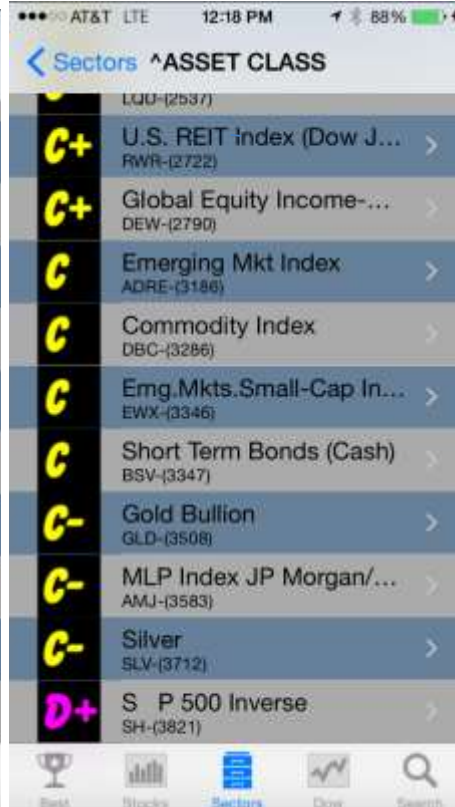 AT&T LTE 12:18 PM 88%
Sectors ^ASSET CLASS
LQD-(2537)
C+ U.S. REIT Index (Dow J...
RWR-(2722)
C+ Global Equity Income-...
DEW-(2790)
C Emerging Mkt Index
ADRE-(3186)
C Commodity Index
DBC-(3286)
C Emg.Mkts.Small-Cap In...
EWX-(3346)
C Short Term Bonds (Cash)
BSV-(3347)
C- Gold Bullion
GLD-(3508)
C- MLP Index JP Morgan/...
AMJ-(3583)
C- Silver
SLV-(3712)
D+ S P 500 Inverse
SH-(3821)
Best Stocks Sectors Dow Search